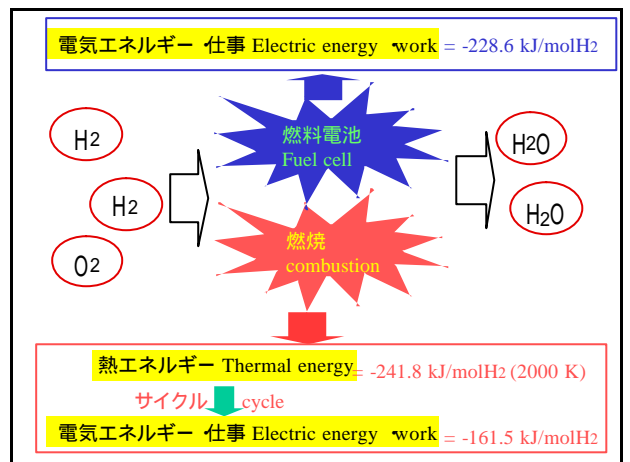 電気エネルギー・仕事 Electric energy ・work = -228.6 kJ/molH2
H2
H2
O2
燃料電池
Fuel cell
H2O
H2O
燃焼
combustion
熱エネルギー Thermal energy = -241.8 kJ/molH2 (2000 K)
サイクル cycle
電気エネルギー・仕事 Electric energy ・work = -161.5 kJ/molH2